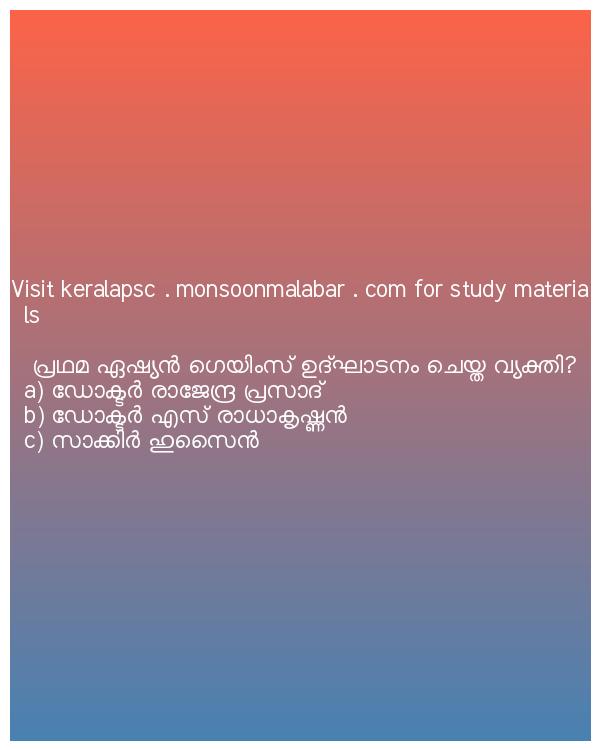 Visit keralapsc . monsoonmalabar . com for study materia
ls
പ്രഥമ ഏഷ്യൻ ഗെയിംസ് ഉദ്ഘാടനം ചെയ്ത വ്യക്തി?
a) ഡോക്ടർ രാജേന്ദ്ര പ്രസാദ്
b) ഡോക്ടർ എസ് രാധാകൃഷ്ണൻ
c) സാക്കിർ ഹുസൈൻ